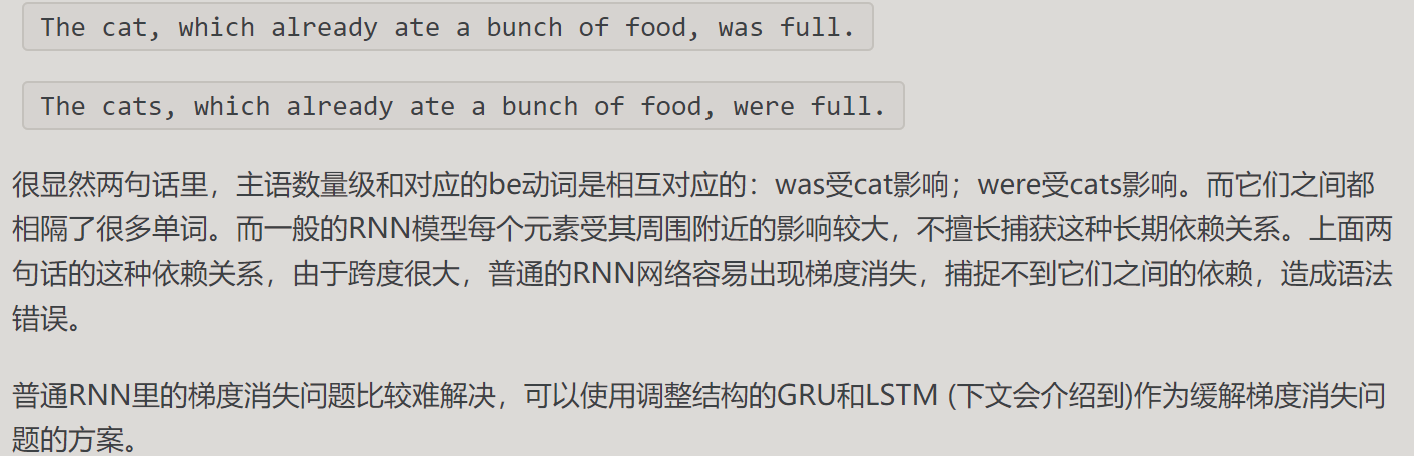 The cat, which already ate a bunch of food, was full.
The cats, which already ate a bunch of food, were full.
很显然两句话里，主语数量级和对应的be动词是相互对应的：was受cat影响；were受cats影响。而它们之间都
相隔了很多单词。而一般的RNN模型每个元素受其周围附近的影响较大，不擅长捕获这种长期依赖关系。上面两
句话的这种依赖关系，由于跨度很大，普通的RNN网络容易出现梯度消失，捕捉不到它们之间的依赖，造成语法
错误。
普通RNN里的梯度消失问题比较难解决，可以使用调整结构的GRU和LSTM (下文会介绍到)作为缓解梯度消失问
题的方案。